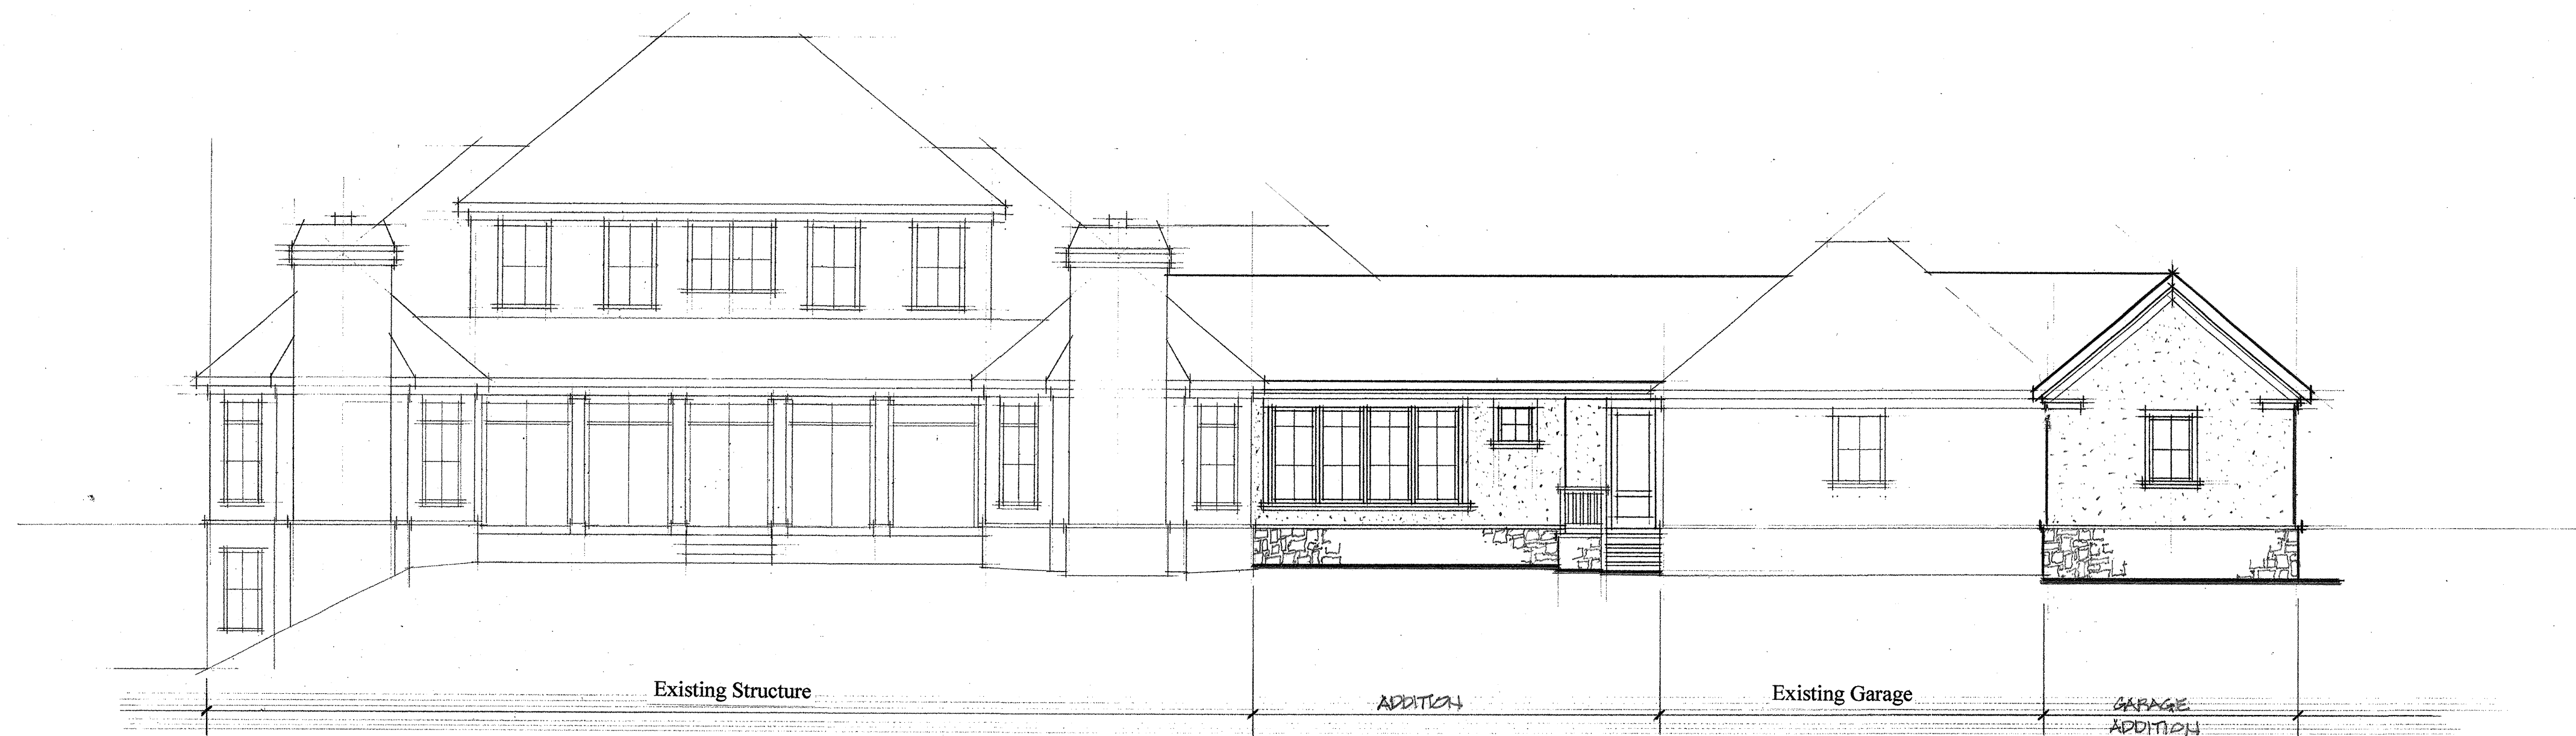 Existing Structure
ADDITION
Existing Garage
GARAGE
ADDITION